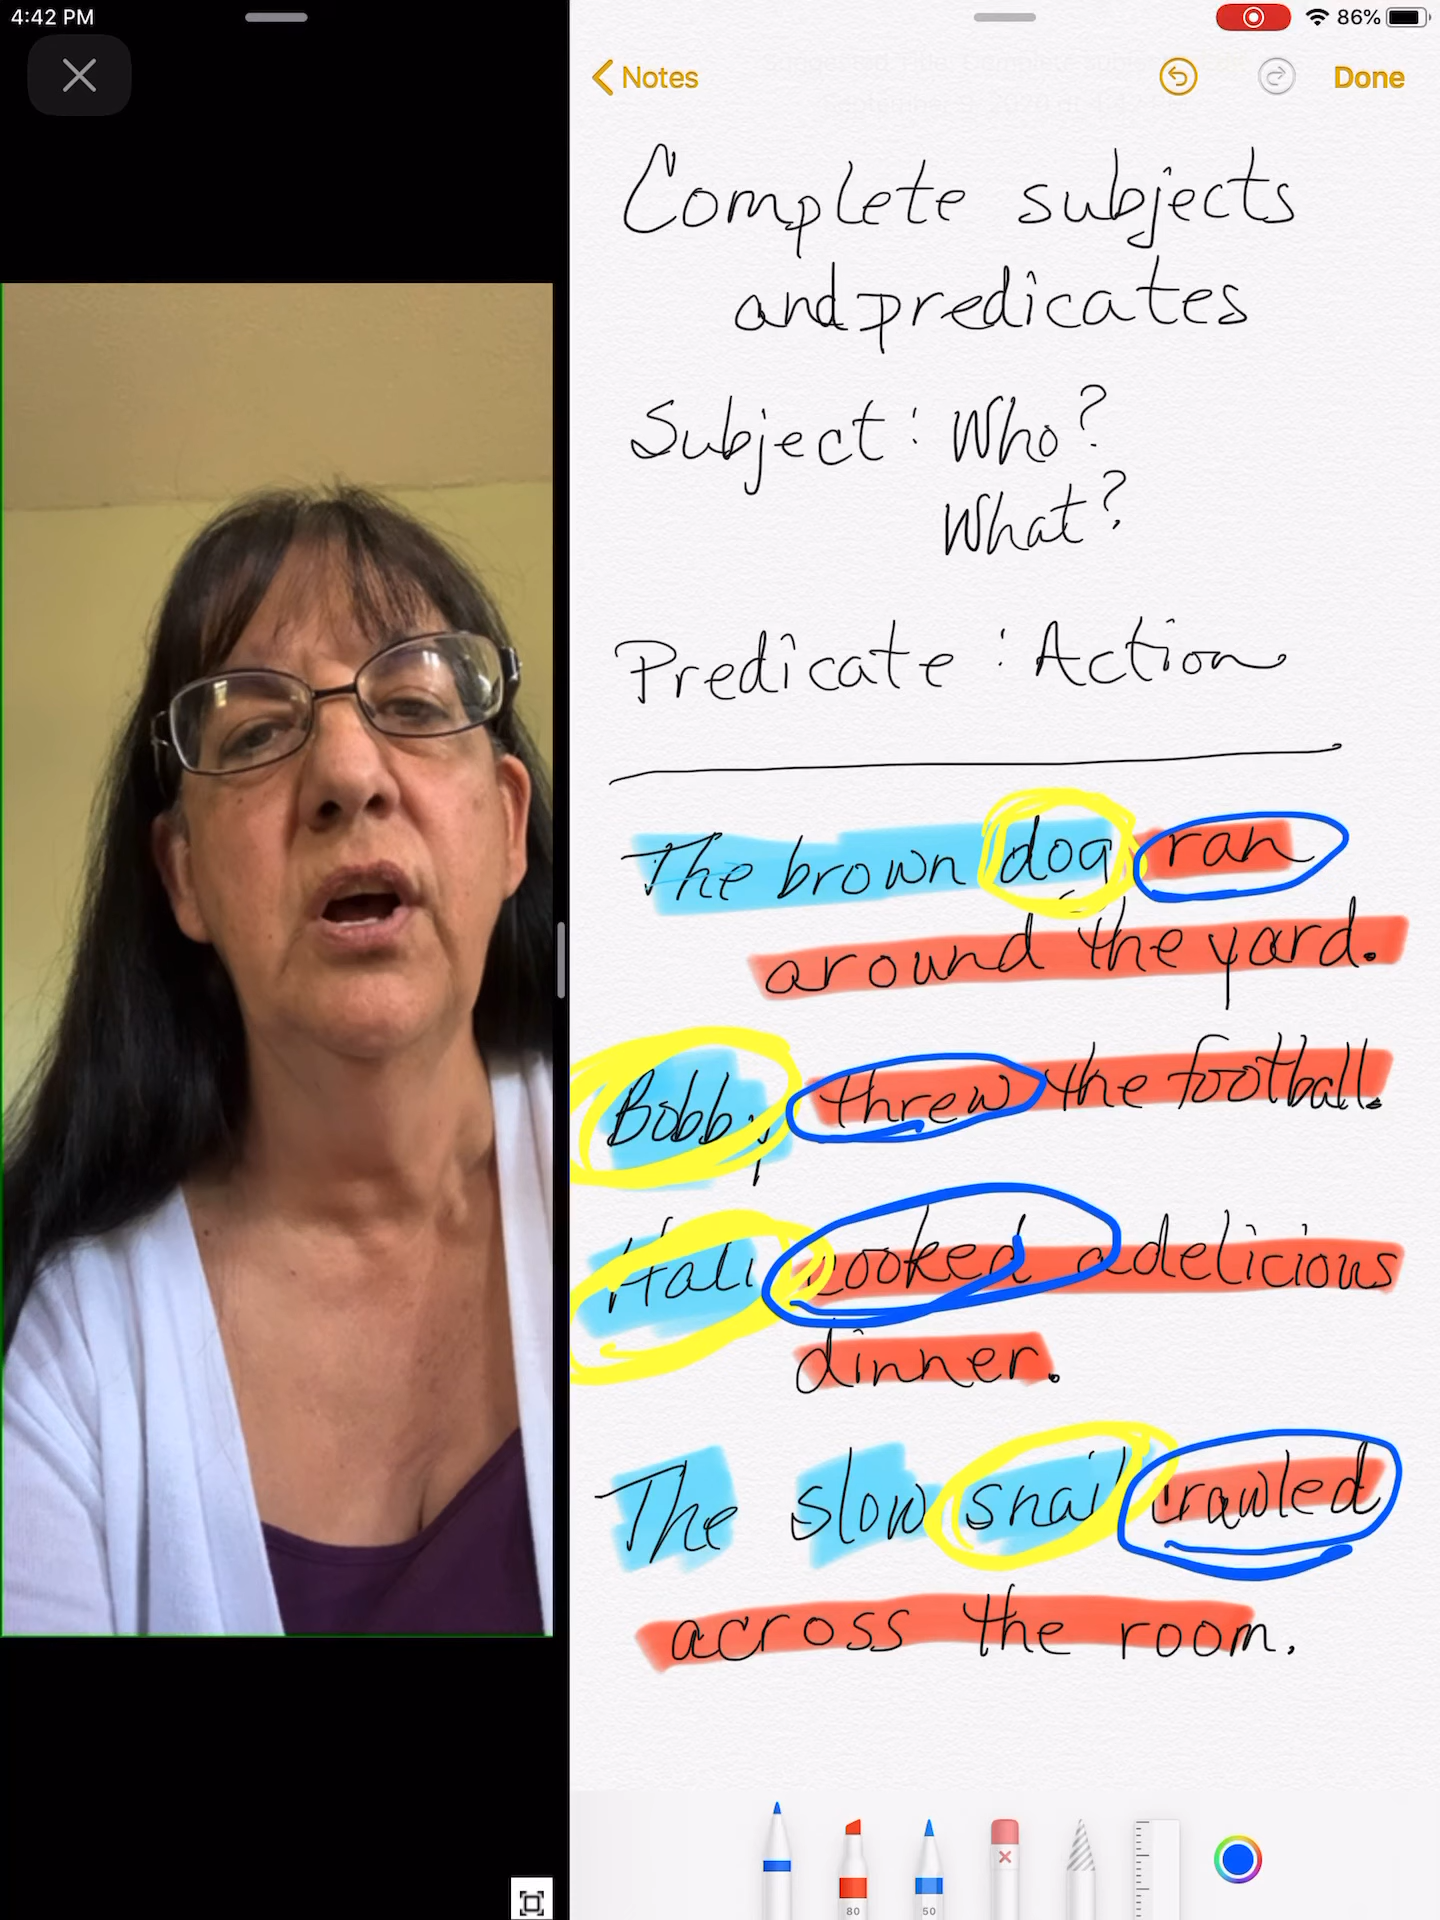 4:42 PM
86%
Notes
Done
Complete subjects
and predicates
Subject: Who?
What?
Predicate: Action
The brown dog ran
around the yard.
Bobby threw the football.
Hali cooked a delicious
dinner.
The slow snail crawled
across the room.
80
50